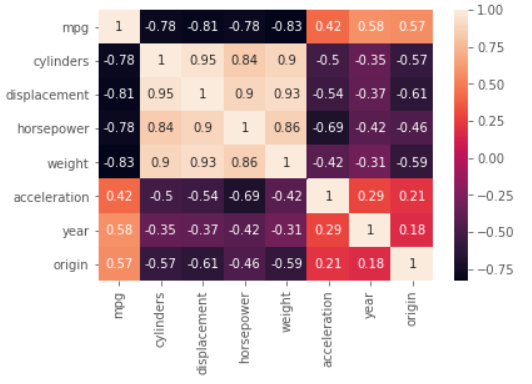 mpg 1 -0.78 -0.81 -0.78 -0.83 0.42 0.58 0.57
cylinders -0.78 1 0.95 0.84 0.9 -0.5 -0.35 -0.57
displacement -0.81 0.95 1 0.9 0.93 -0.54 -0.37 -0.61
horsepower -0.78 0.84 0.9 1 0.86 -0.69 -0.42 -0.46
weight -0.83 0.9 0.93 0.86 1 -0.42 -0.31 -0.59
acceleration 0.42 -0.5 -0.54 -0.69 -0.42 1 0.29 0.21
year 0.58 -0.35 -0.37 -0.42 -0.31 0.29 1 0.18
origin 0.57 -0.57 -0.61 -0.46 -0.59 0.21 0.18 1
mpg
cylinders
displacement
horsepower
weight
acceleration
year
origin
1.00
0.75
0.50
0.25
0.00
−0.25
−0.50
−0.75